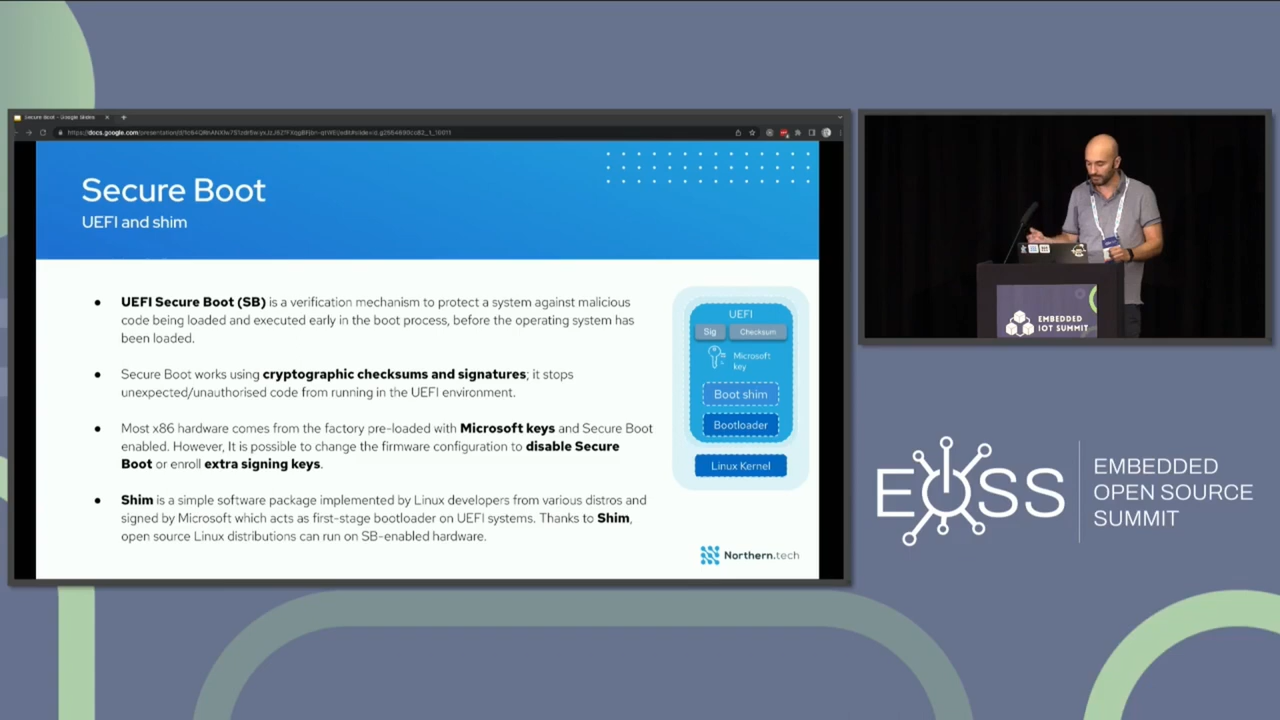 Secure Boot - Google Slides
Secure Boot
UEFI and shim
UEFI Secure Boot (SB) is a verification mechanism to protect a system against malicious
code being loaded and executed early in the boot process, before the operating system has
been loaded.
Secure Boot works using cryptographic checksums and signatures; it stops
unexpected/unauthorised code from running in the UEFI environment.
Most x86 hardware comes from the factory pre-loaded with Microsoft keys and Secure Boot
enabled. However, It is possible to change the firmware configuration to disable Secure
Boot or enroll extra signing keys.
Shim is a simple software package implemented by Linux developers from various distros and
signed by Microsoft which acts as first-stage bootloader on UEFI systems. Thanks to Shim,
open source Linux distributions can run on SB-enabled hardware.
UEFI
Sig Checksum
Microsoft
key
Boot shim
Bootloader
Linux Kernel
Northern.tech
EMBEDDED
IOT SUMMIT
EOSS
EMBEDDED
OPEN SOURCE
SUMMIT